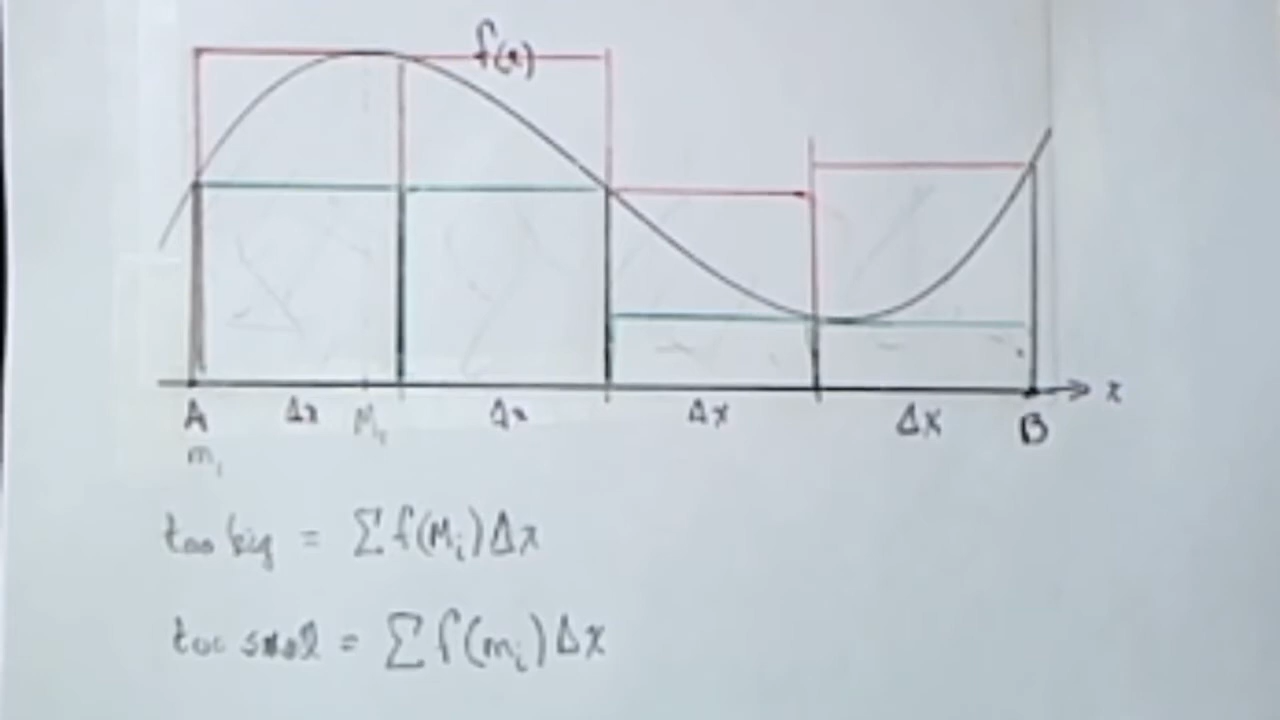 f(x)
x
A Δx M₁ Δx Δx Δx B
m₁
too big = Σ f(Mᵢ)Δx
too small = Σ f(mᵢ)Δx